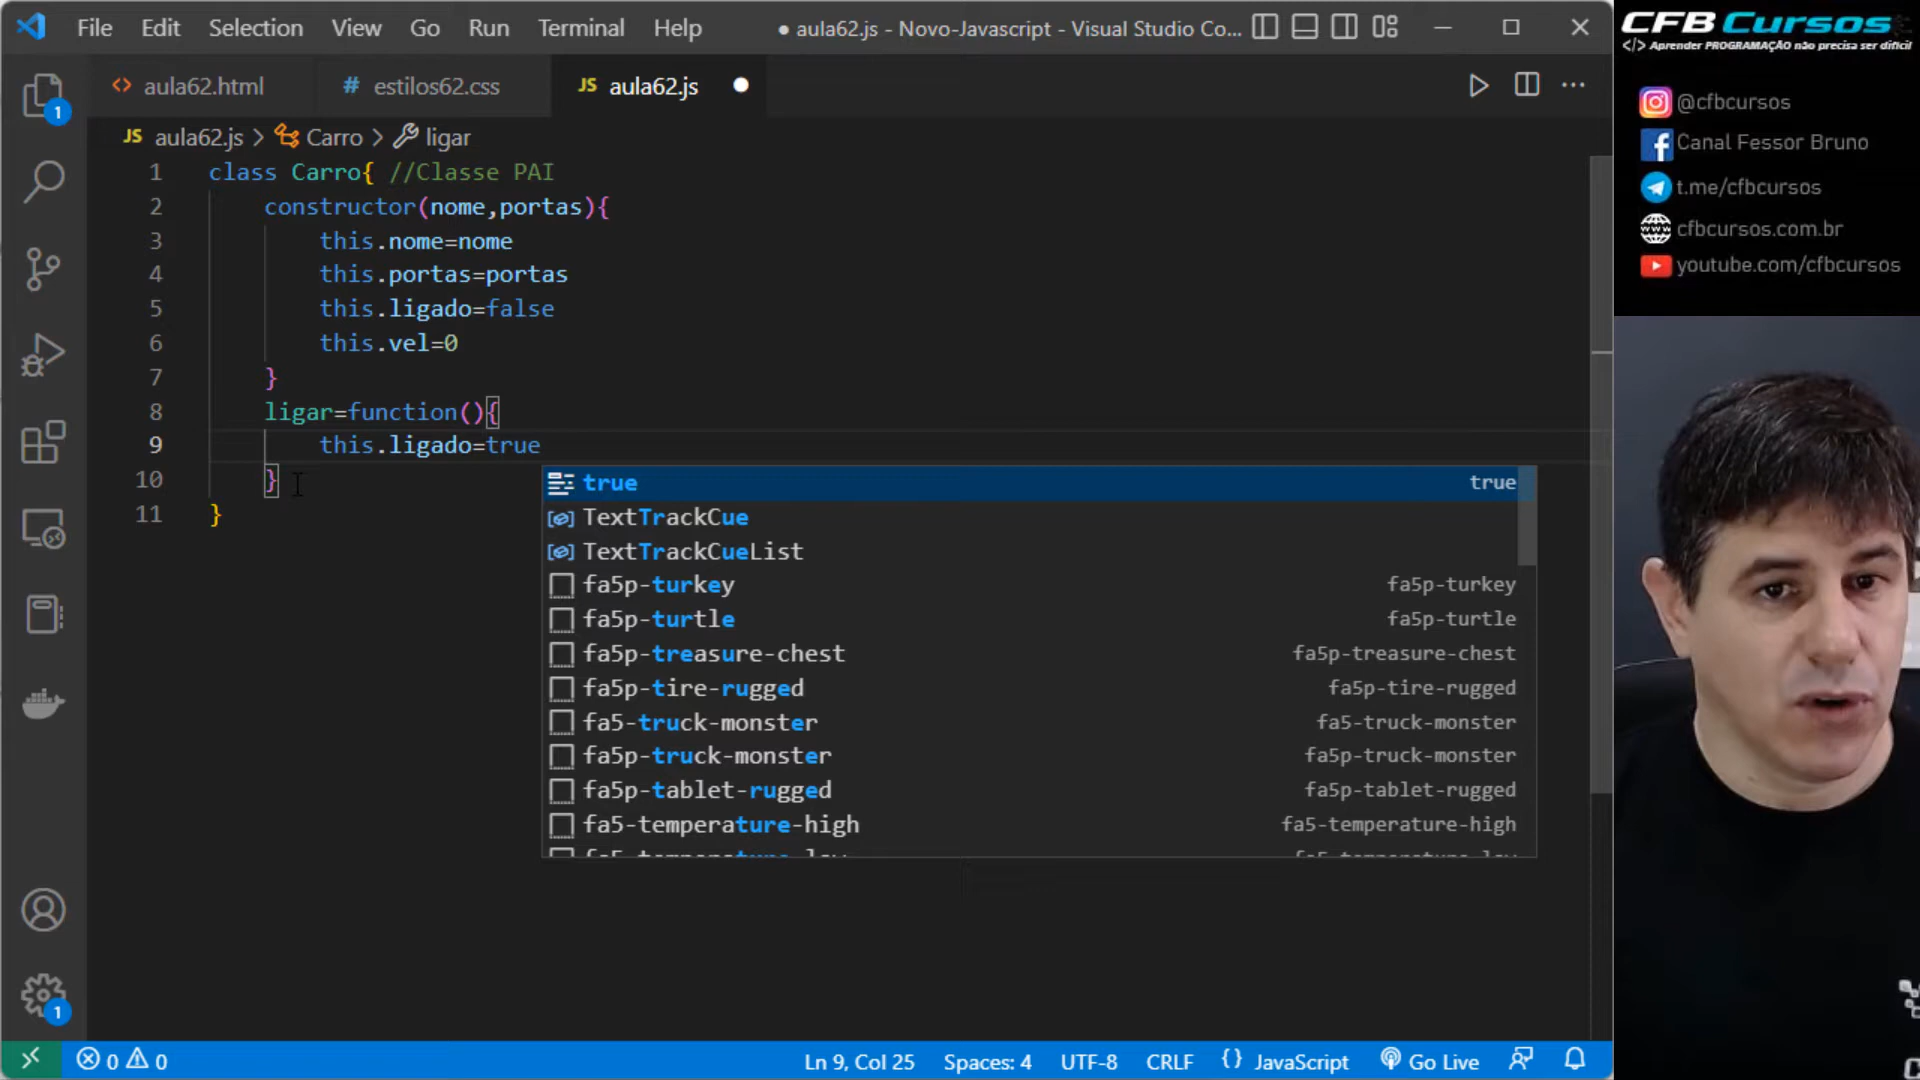 File Edit Selection View Go Run Terminal Help
● aula62.js - Novo-Javascript - Visual Studio Co...
CFB Cursos
</> Aprender PROGRAMAÇÃO não precisa ser difícil
@cfbcursos
Canal Fessor Bruno
t.me/cfbcursos
cfbcursos.com.br
youtube.com/cfbcursos
aula62.html
# estilos62.css
JS aula62.js ●
JS aula62.js > Carro > ligar
1 class Carro{ //Classe PAI
2 constructor(nome,portas){
3 this.nome=nome
4 this.portas=portas
5 this.ligado=false
6 this.vel=0
7 }
8 ligar=function(){
9 this.ligado=true
10 }
11 }
true true
TextTrackCue
TextTrackCueList
fa5p-turkey fa5p-turkey
fa5p-turtle fa5p-turtle
fa5p-treasure-chest fa5p-treasure-chest
fa5p-tire-rugged fa5p-tire-rugged
fa5-truck-monster fa5-truck-monster
fa5p-truck-monster fa5p-truck-monster
fa5p-tablet-rugged fa5p-tablet-rugged
fa5-temperature-high fa5-temperature-high
1
1
0 0
Ln 9, Col 25 Spaces: 4 UTF-8 CRLF {} JavaScript Go Live